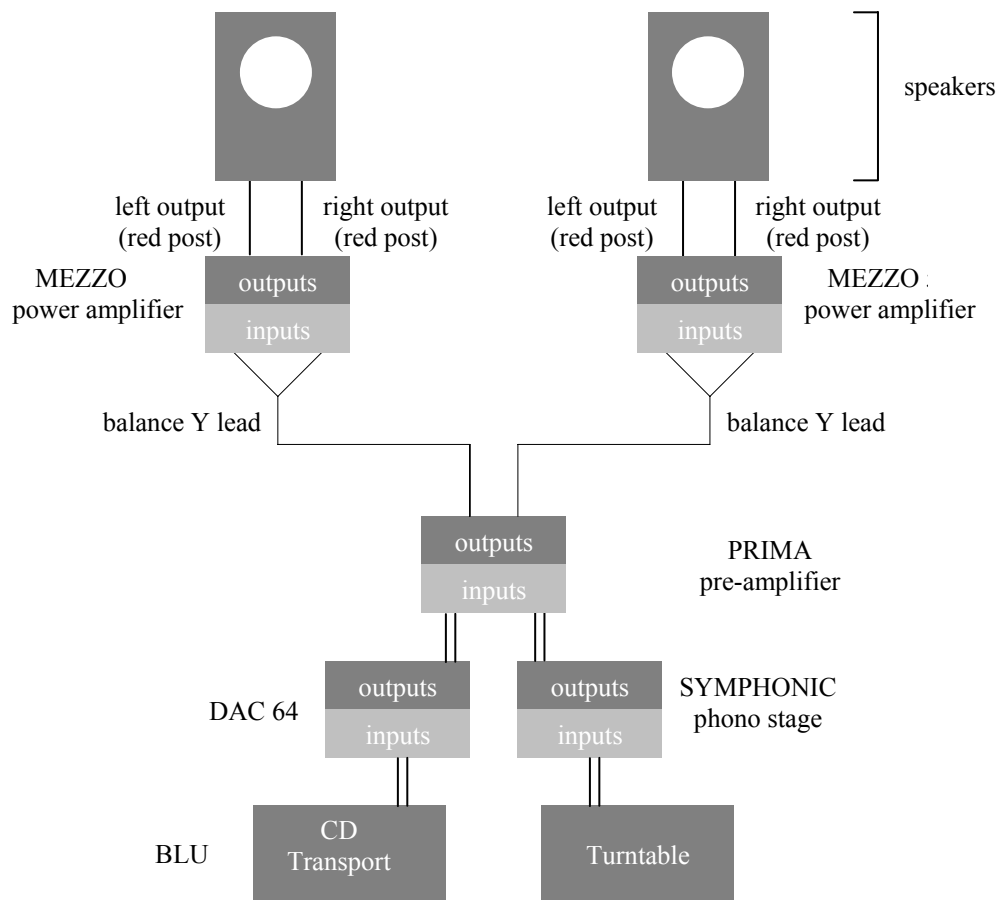 speakers
left output
(red post)
right output
(red post)
left output
(red post)
right output
(red post)
MEZZO
power amplifier
outputs
inputs
outputs
inputs
MEZZO
power amplifier
balance Y lead
balance Y lead
outputs
inputs
PRIMA
pre-amplifier
DAC 64
outputs
inputs
outputs
inputs
SYMPHONIC
phono stage
BLU
CD
Transport
Turntable